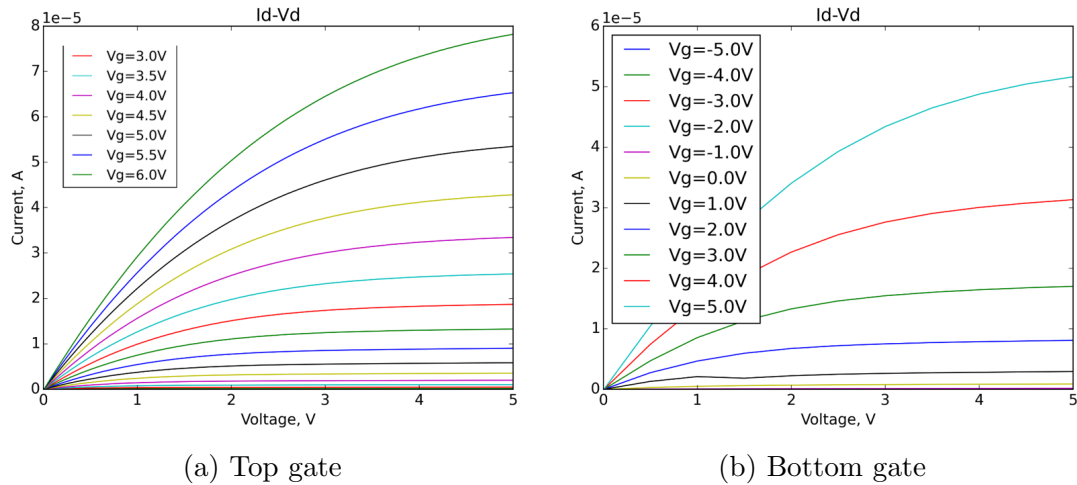 Id-Vd
1e−5
8
7
6
5
4
3
2
1
0
Current, A
Vg=3.0V
Vg=3.5V
Vg=4.0V
Vg=4.5V
Vg=5.0V
Vg=5.5V
Vg=6.0V
0 1 2 3 4 5
Voltage, V
(a) Top gate
Id-Vd
1e−5
6
5
4
3
2
1
0
Current, A
Vg=-5.0V
Vg=-4.0V
Vg=-3.0V
Vg=-2.0V
Vg=-1.0V
Vg=0.0V
Vg=1.0V
Vg=2.0V
Vg=3.0V
Vg=4.0V
Vg=5.0V
0 1 2 3 4 5
Voltage, V
(b) Bottom gate